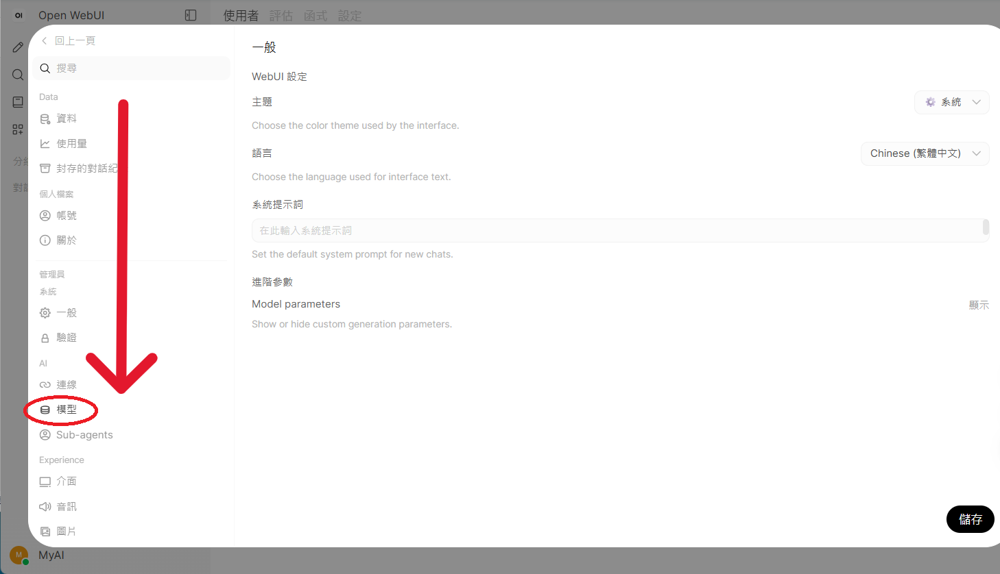 OI Open WebUI
使用者 評估 函式 設定
回上一頁
搜尋
Data
資料
使用量
封存的對話紀
個人檔案
帳號
關於
管理員
系統
一般
驗證
AI
連線
模型
Sub-agents
Experience
介面
音訊
圖片
M MyAI
一般
WebUI 設定
主題
系統
Choose the color theme used by the interface.
語言
Chinese (繁體中文)
Choose the language used for interface text.
系統提示詞
在此輸入系統提示詞
Set the default system prompt for new chats.
進階參數
Model parameters
顯示
Show or hide custom generation parameters.
儲存